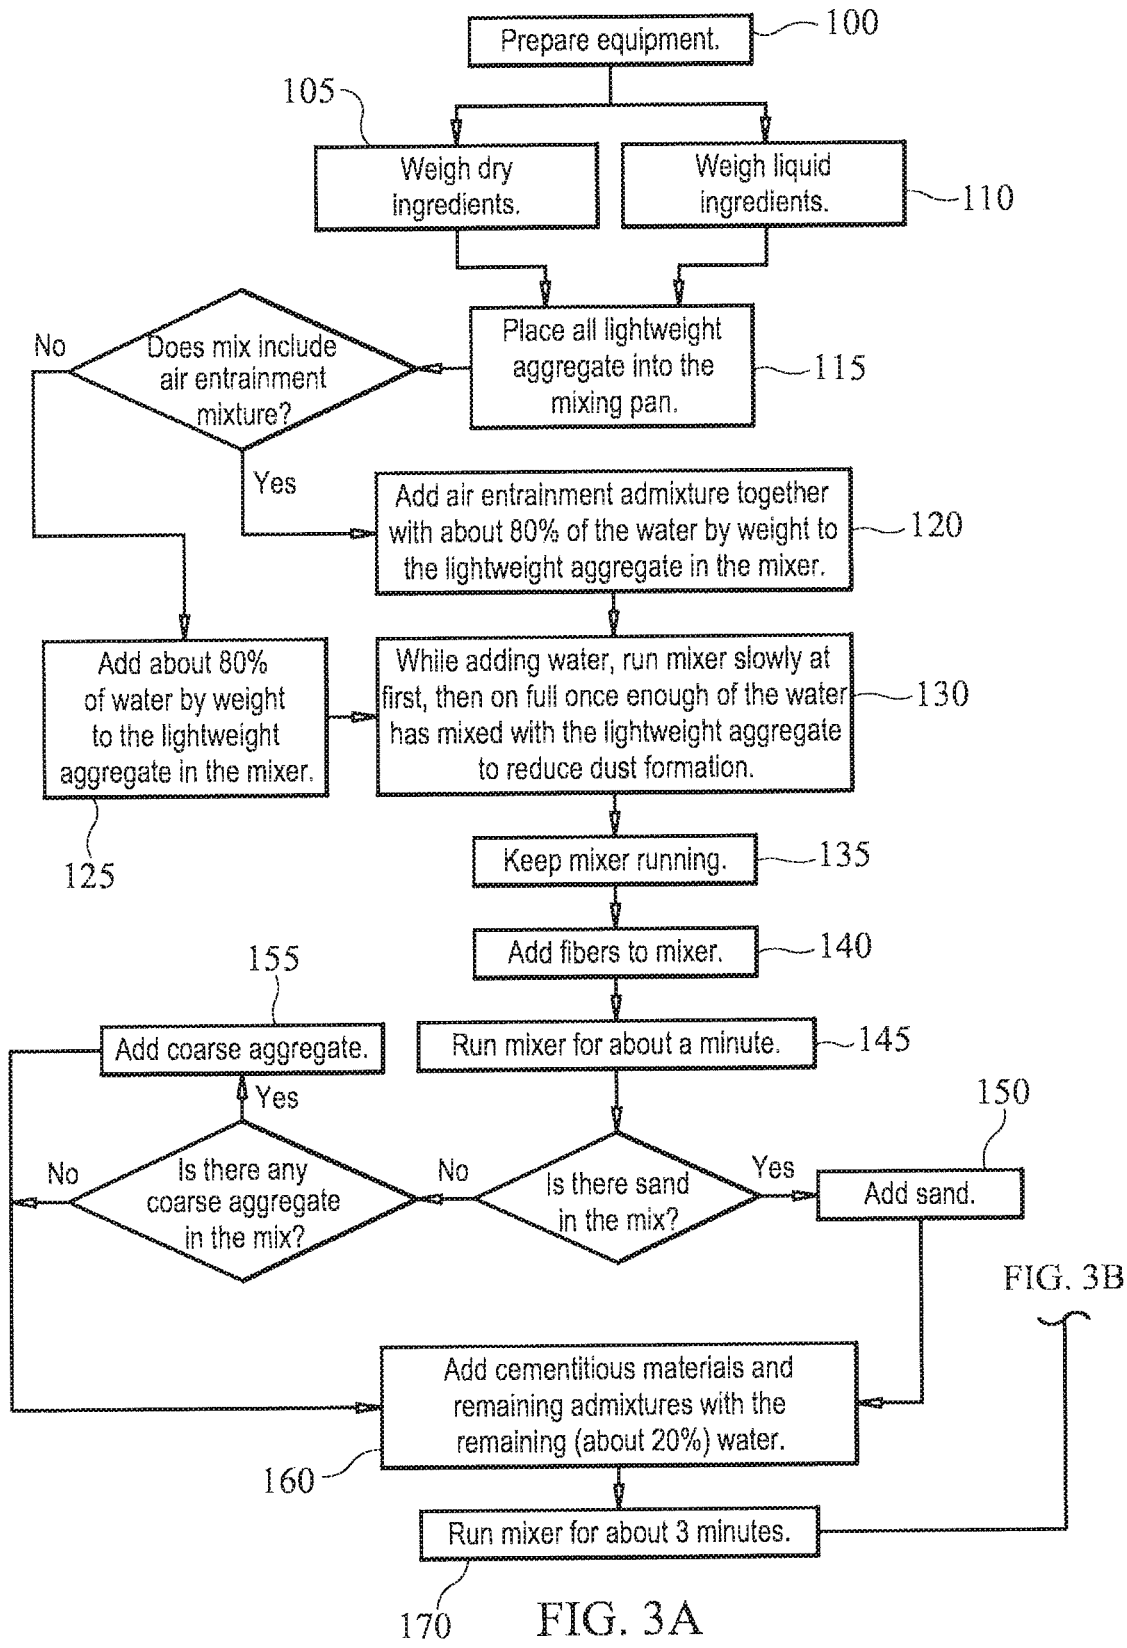 Prepare equipment.
100
105
Weigh dry
ingredients.
Weigh liquid
ingredients.
110
Place all lightweight
aggregate into the
mixing pan.
115
No
Does mix include
air entrainment
mixture?
Yes
Add air entrainment admixture together
with about 80% of the water by weight to
the lightweight aggregate in the mixer.
120
Add about 80%
of water by weight
to the lightweight
aggregate in the mixer.
125
While adding water, run mixer slowly at
first, then on full once enough of the water
has mixed with the lightweight aggregate
to reduce dust formation.
130
Keep mixer running.
135
Add fibers to mixer.
140
Run mixer for about a minute.
145
155
Add coarse aggregate.
Yes
No
Is there any
coarse aggregate
in the mix?
No
Is there sand
in the mix?
Yes
150
Add sand.
FIG. 3B
Add cementitious materials and
remaining admixtures with the
remaining (about 20%) water.
160
Run mixer for about 3 minutes.
170
FIG. 3A